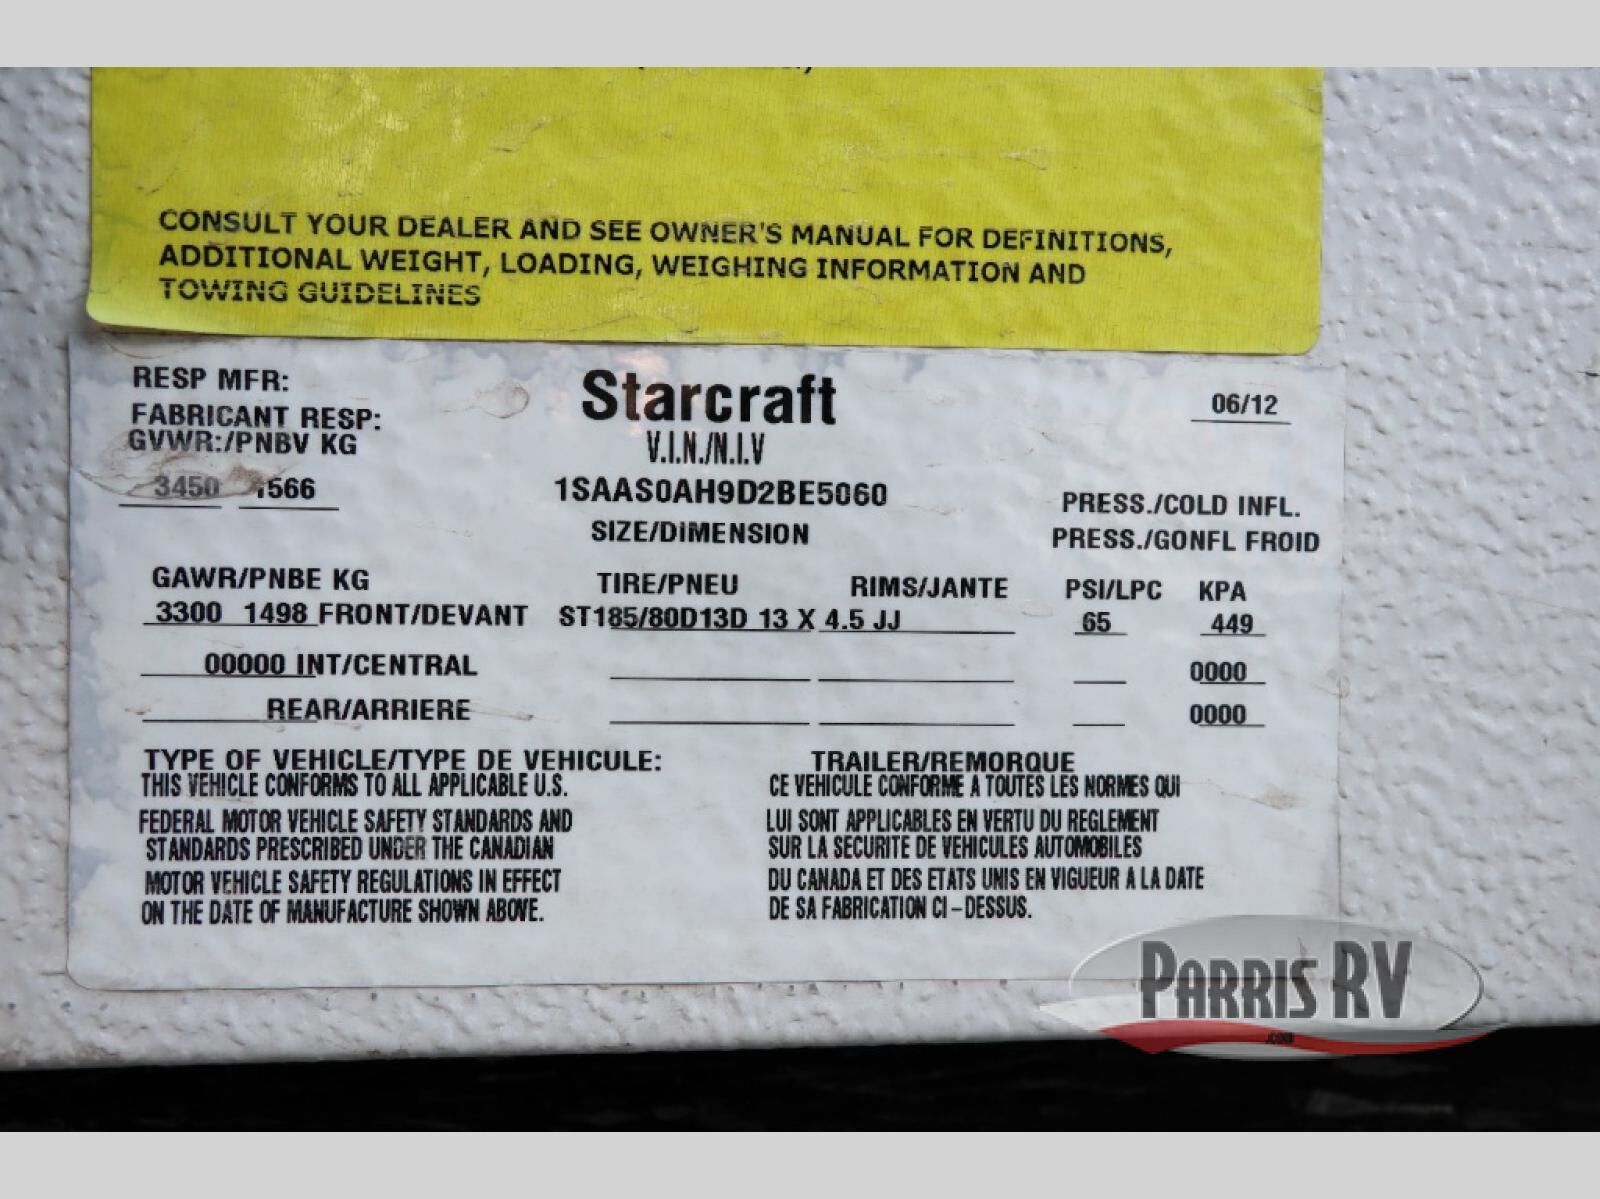 CONSULT YOUR DEALER AND SEE OWNER'S MANUAL FOR DEFINITIONS,
ADDITIONAL WEIGHT, LOADING, WEIGHING INFORMATION AND
TOWING GUIDELINES
RESP MFR:
Starcraft
06/12
FABRICANT RESP:
GVWR:/PNBV KG
V.I.N./N.I.V
3450 1566
1SAAS0AH9D2BE5060
PRESS./COLD INFL.
SIZE/DIMENSION
PRESS./GONFL FROID
GAWR/PNBE KG
TIRE/PNEU RIMS/JANTE PSI/LPC KPA
3300 1498 FRONT/DEVANT ST185/80D13D 13 X 4.5 JJ 65 449
00000 INT/CENTRAL 0000
REAR/ARRIERE 0000
TYPE OF VEHICLE/TYPE DE VEHICULE: TRAILER/REMORQUE
THIS VEHICLE CONFORMS TO ALL APPLICABLE U.S.
FEDERAL MOTOR VEHICLE SAFETY STANDARDS AND
STANDARDS PRESCRIBED UNDER THE CANADIAN
MOTOR VEHICLE SAFETY REGULATIONS IN EFFECT
ON THE DATE OF MANUFACTURE SHOWN ABOVE.
CE VEHICULE CONFORME A TOUTES LES NORMES QUI
LUI SONT APPLICABLES EN VERTU DU REGLEMENT
SUR LA SECURITE DE VEHICULES AUTOMOBILES
DU CANADA ET DES ETATS UNIS EN VIGUEUR A LA DATE
DE SA FABRICATION CI-DESSUS.
PARRIS RV
.COM